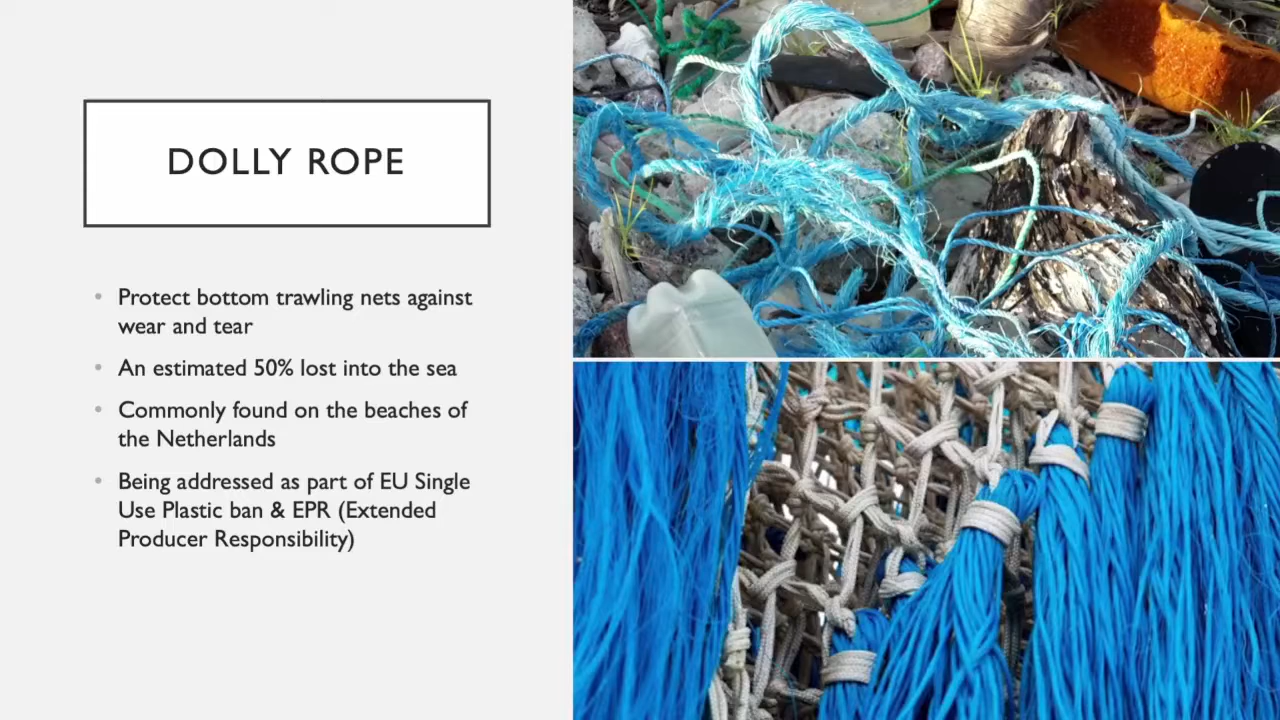 DOLLY ROPE
• Protect bottom trawling nets against
wear and tear
• An estimated 50% lost into the sea
• Commonly found on the beaches of
the Netherlands
• Being addressed as part of EU Single
Use Plastic ban & EPR (Extended
Producer Responsibility)